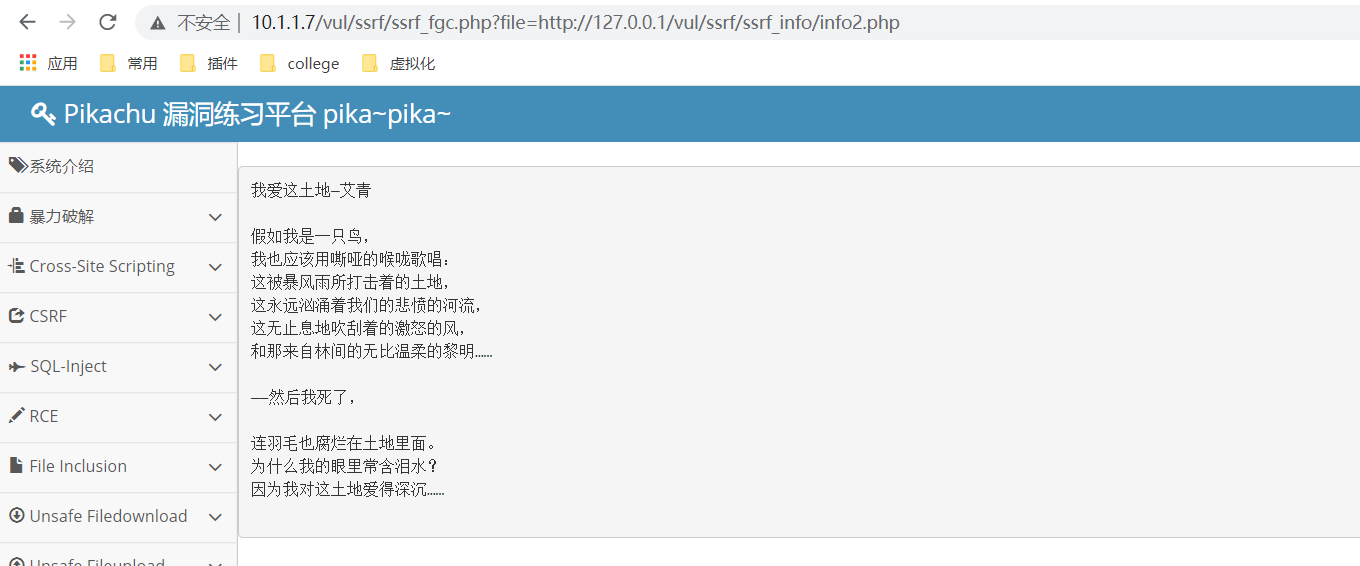 不安全 | 10.1.1.7/vul/ssrf/ssrf_fgc.php?file=http://127.0.0.1/vul/ssrf/ssrf_info/info2.php
应用 常用 插件 college 虚拟化
Pikachu 漏洞练习平台 pika~pika~
系统介绍
暴力破解
Cross-Site Scripting
CSRF
SQL-Inject
RCE
File Inclusion
Unsafe Filedownload
Unsafe Fileupload
我爱这土地—艾青
假如我是一只鸟，
我也应该用嘶哑的喉咙歌唱：
这被暴风雨所打击着的土地，
这永远汹涌着我们的悲愤的河流，
这无止息地吹刮着的激怒的风，
和那来自林间的无比温柔的黎明……
——然后我死了，
连羽毛也腐烂在土地里面。
为什么我的眼里常含泪水？
因为我对这土地爱得深沉……